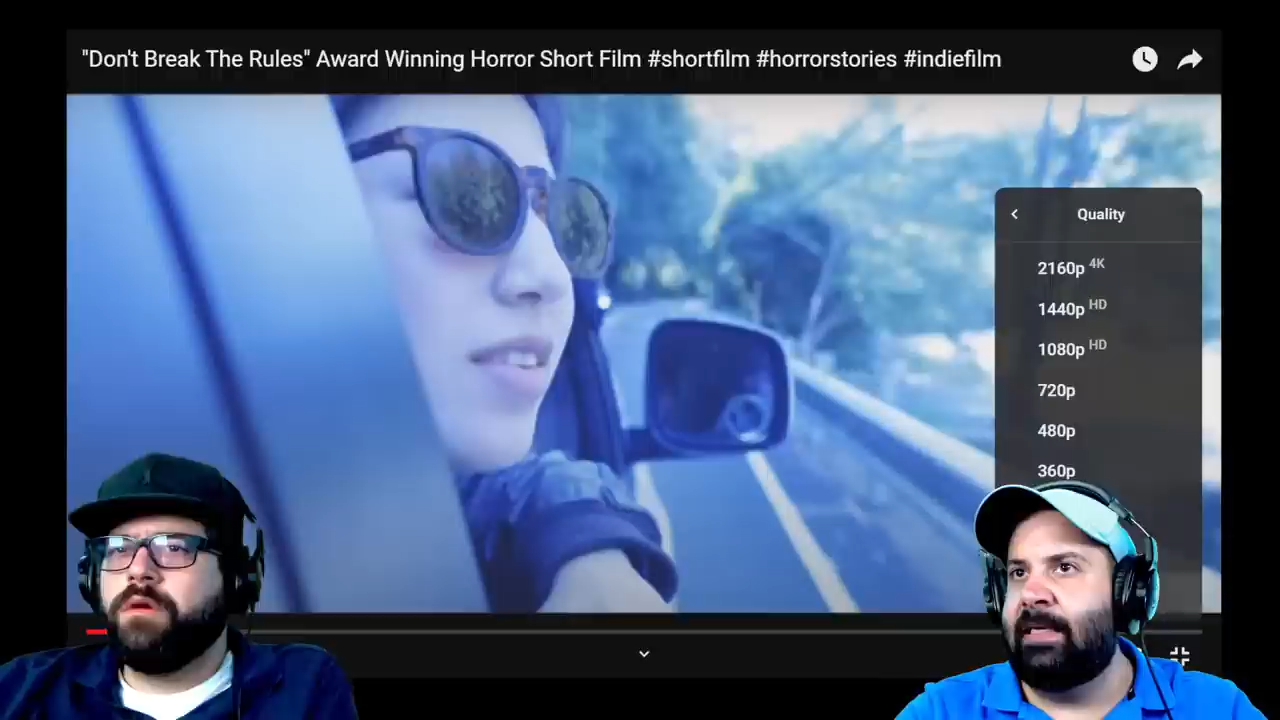 "Don't Break The Rules" Award Winning Horror Short Film #shortfilm #horrorstories #indiefilm
Quality
2160p 4K
1440p HD
1080p HD
720p
480p
360p